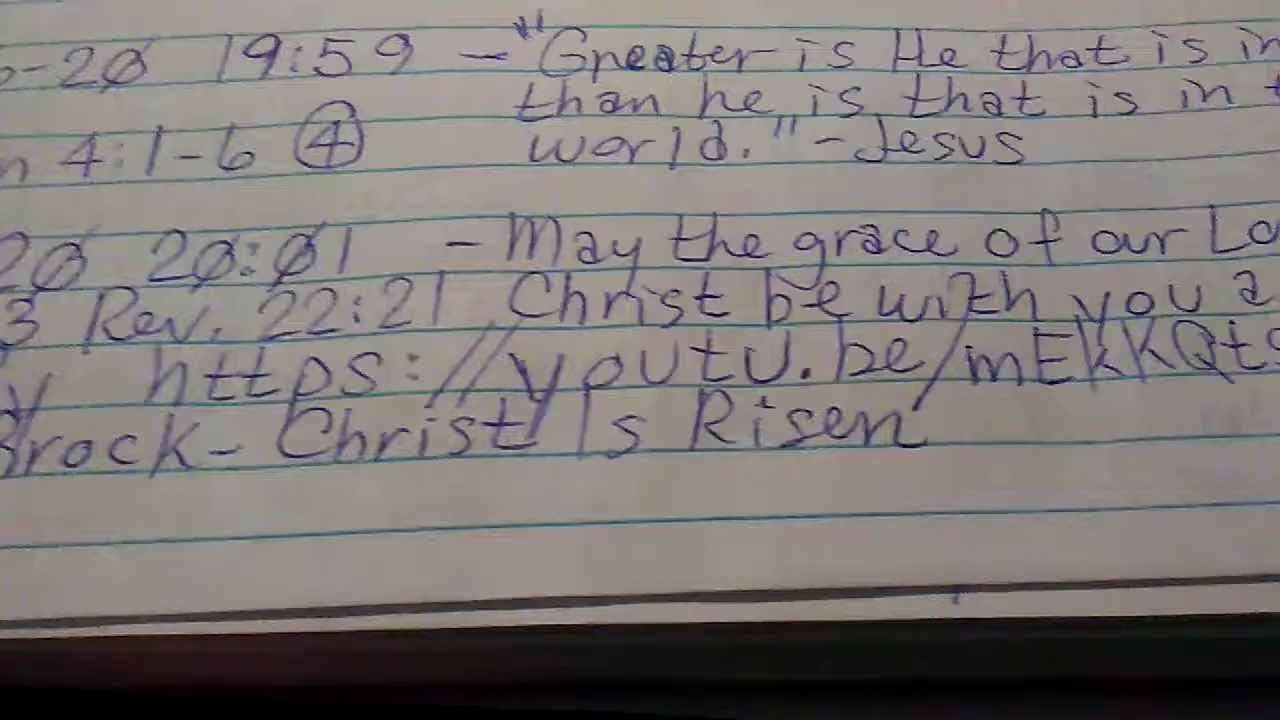 -20 19:59 - "Greater is He that is in
than he is that is in
n 4:1-6 ④ world." - Jesus
20 20:01 - May the grace of our Lo
3 Rev. 22:21 Christ be with you a
y https://youtu.be/mEkKQts
Brock - Christ Is Risen